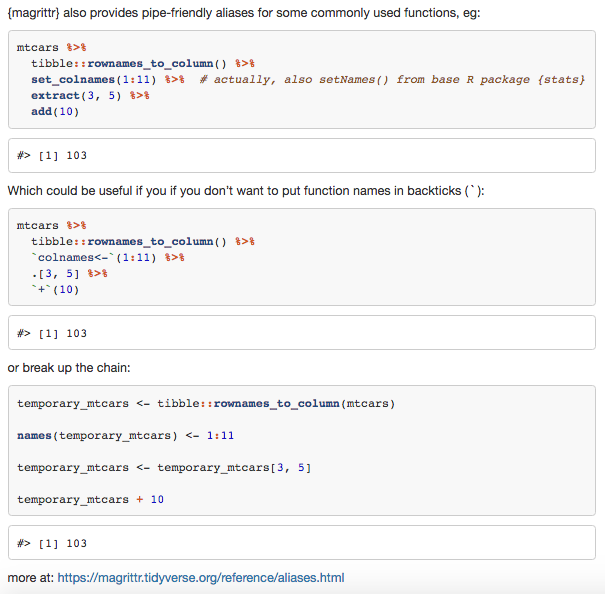 {magrittr} also provides pipe-friendly aliases for some commonly used functions, eg:
mtcars %>%
  tibble::rownames_to_column() %>%
  set_colnames(1:11) %>%  # actually, also setNames() from base R package {stats}
  extract(3, 5) %>%
  add(10)
#> [1] 103
Which could be useful if you if you don't want to put function names in backticks (`):
mtcars %>%
  tibble::rownames_to_column() %>%
  `colnames<-`(1:11) %>%
  .[3, 5] %>%
  `+`(10)
#> [1] 103
or break up the chain:
temporary_mtcars <- tibble::rownames_to_column(mtcars)
names(temporary_mtcars) <- 1:11
temporary_mtcars <- temporary_mtcars[3, 5]
temporary_mtcars + 10
#> [1] 103
more at: https://magrittr.tidyverse.org/reference/aliases.html